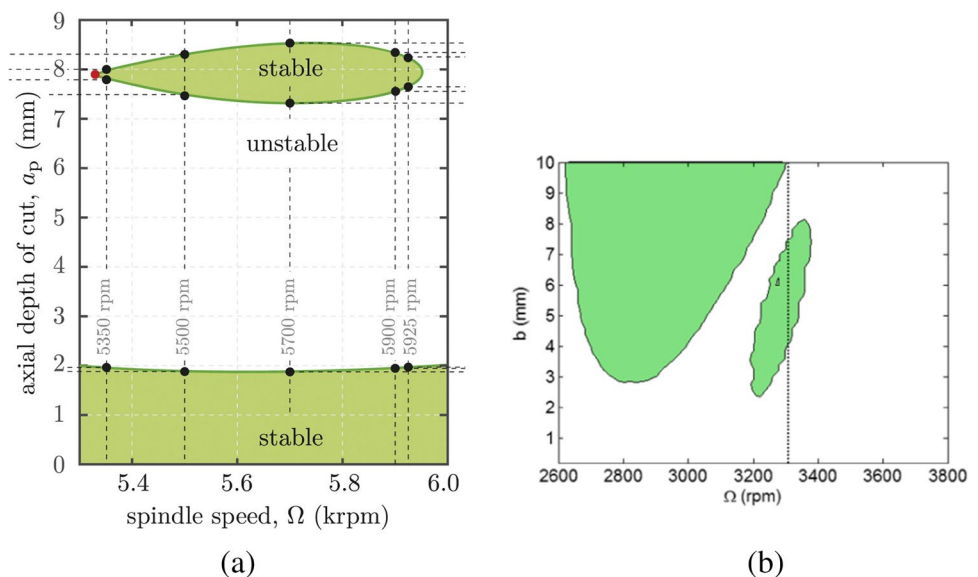 9
8
7
6
5
4
3
2
1
0
axial depth of cut, aₚ (mm)
stable
unstable
5350 rpm
5500 rpm
5700 rpm
5900 rpm
5925 rpm
stable
5.4 5.6 5.8 6.0
spindle speed, Ω (krpm)
(a)
10
9
8
7
6
5
4
3
2
1
b (mm)
2600 2800 3000 3200 3400 3600 3800
Ω (rpm)
(b)